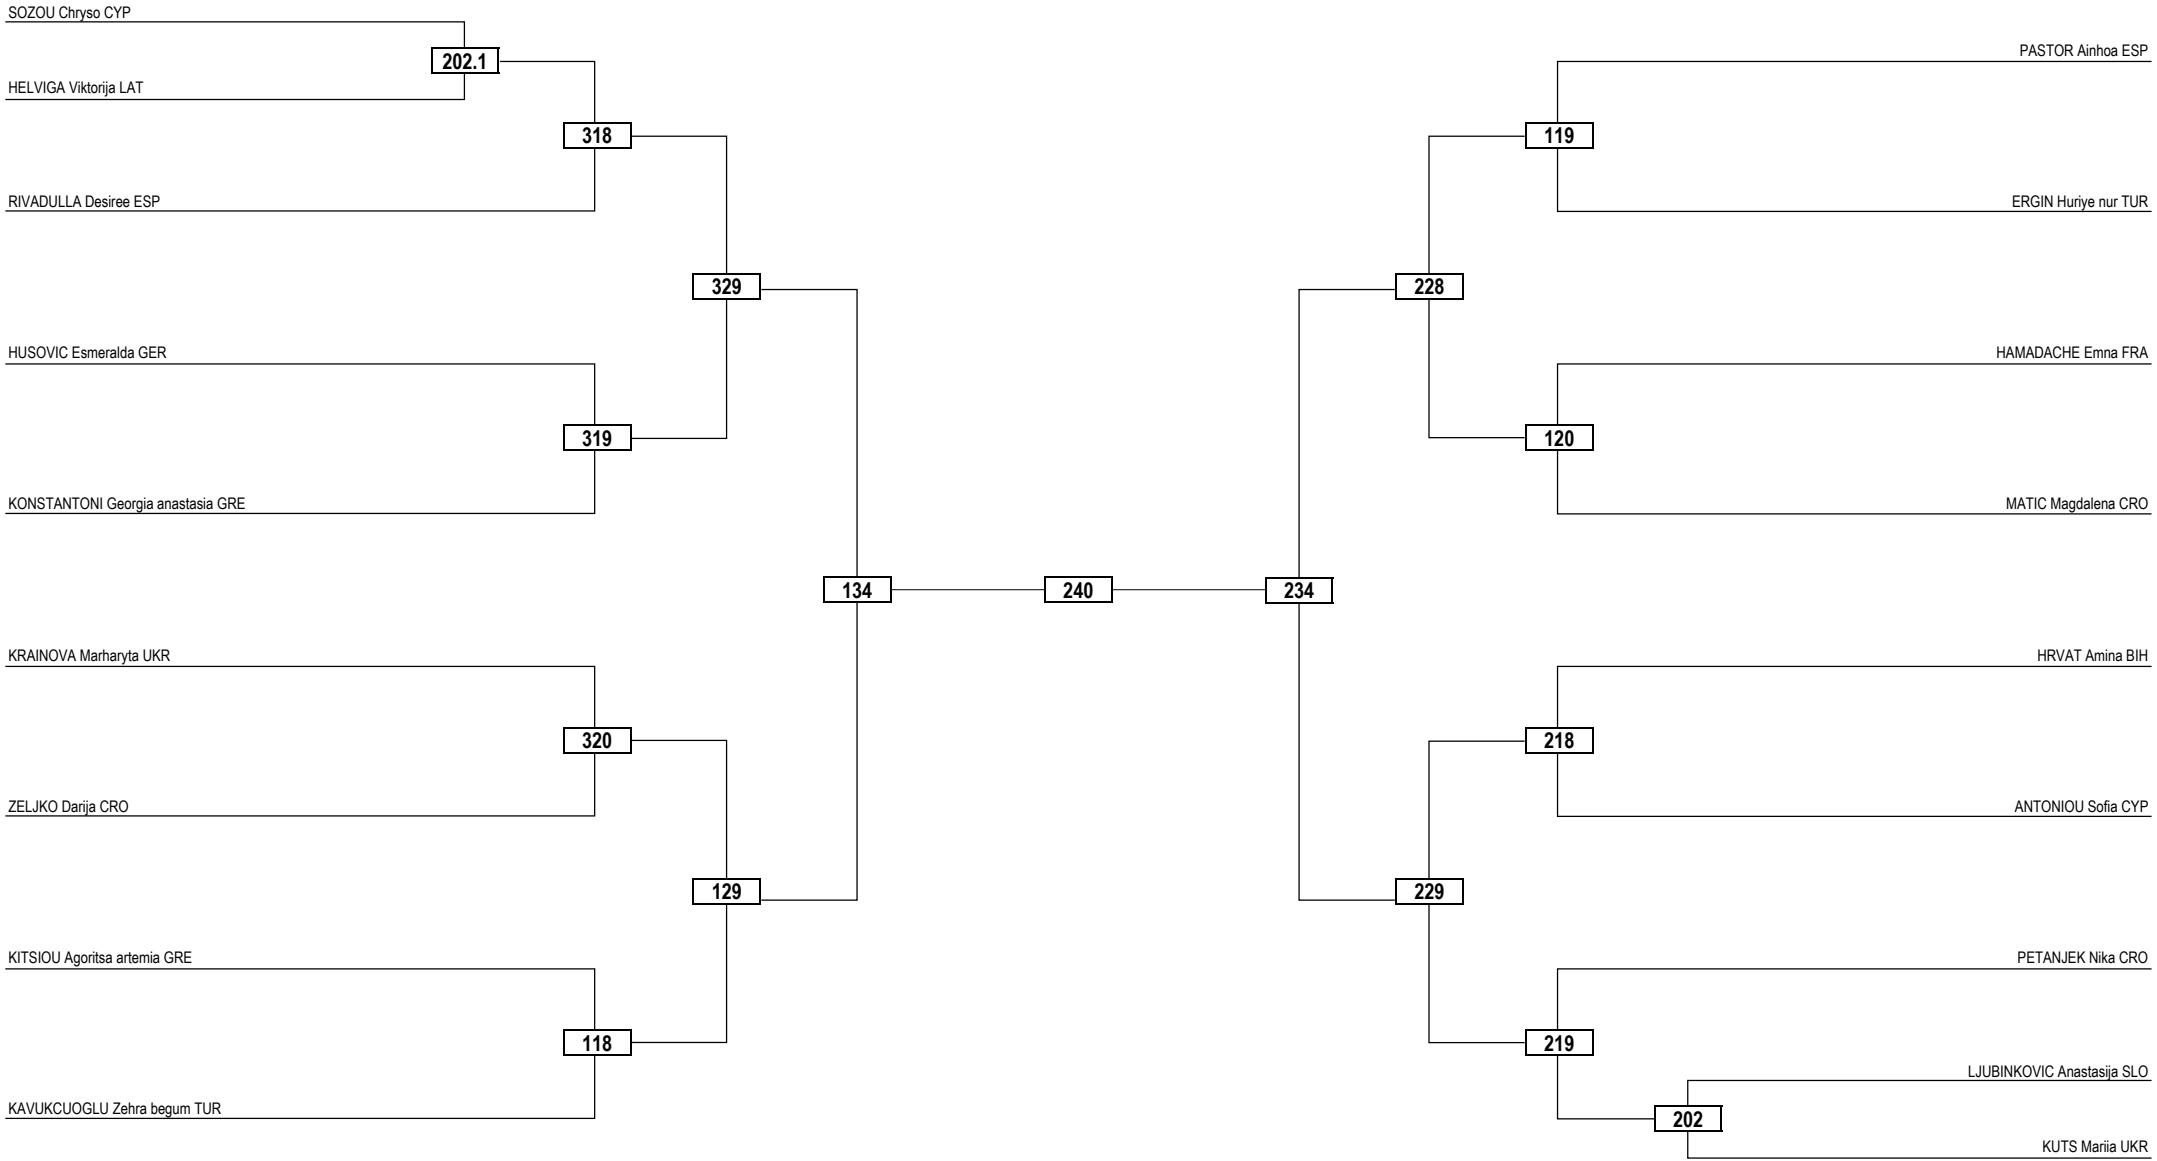 SOZOU Chryso CYP
202.1
HELVIGA Viktorija LAT
318
RIVADULLA Desiree ESP
329
HUSOVIC Esmeralda GER
319
KONSTANTONI Georgia anastasia GRE
134
KRAINOVA Marharyta UKR
320
ZELJKO Darija CRO
129
KITSIOU Agoritsa artemia GRE
118
KAVUKCUOGLU Zehra begum TUR
240
PASTOR Ainhoa ESP
119
ERGIN Huriye nur TUR
228
HAMADACHE Emna FRA
120
MATIC Magdalena CRO
234
HRVAT Amina BIH
218
ANTONIOU Sofia CYP
229
PETANJEK Nika CRO
219
LJUBINKOVIC Anastasija SLO
202
KUTS Mariia UKR